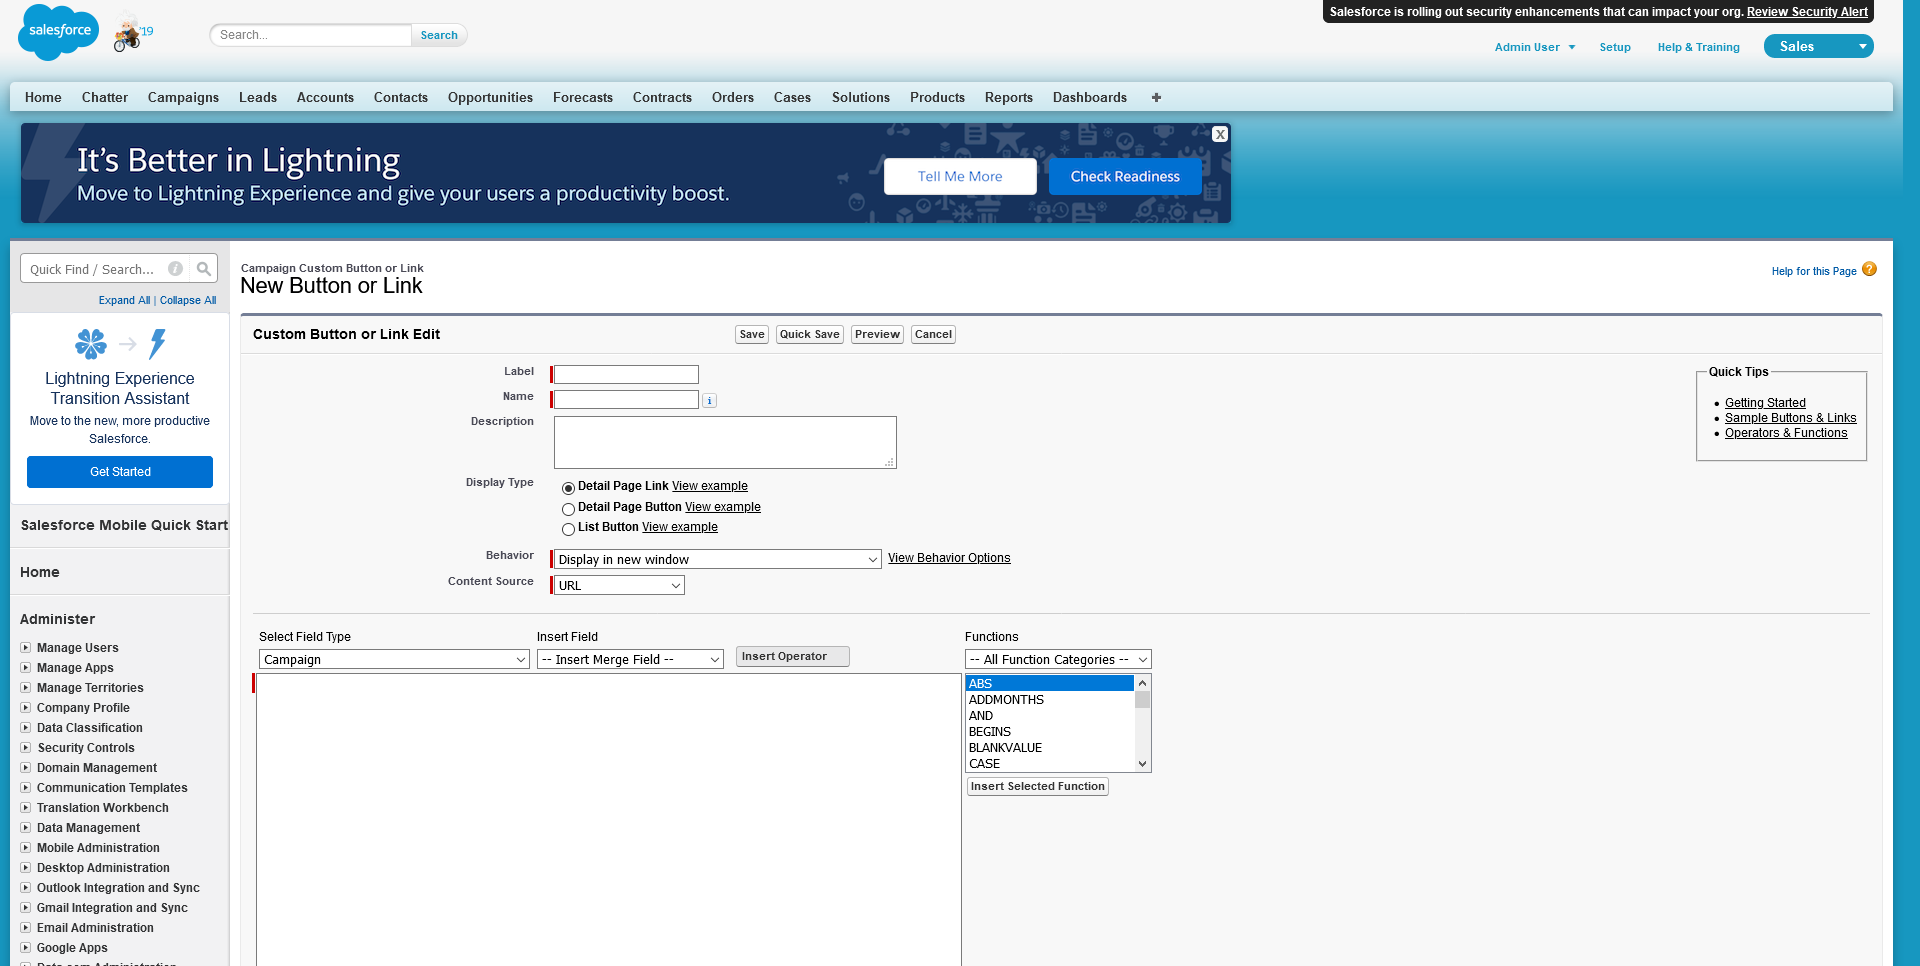 Salesforce is rolling out security enhancements that can impact your org. Review Security Alert
salesforce
'19
Search...
Search
Admin User
Setup
Help & Training
Sales
Home
Chatter
Campaigns
Leads
Accounts
Contacts
Opportunities
Forecasts
Contracts
Orders
Cases
Solutions
Products
Reports
Dashboards
+
It's Better in Lightning
Move to Lightning Experience and give your users a productivity boost.
Tell Me More
Check Readiness
X
Quick Find / Search...
i
Expand All | Collapse All
Lightning Experience
Transition Assistant
Move to the new, more productive
Salesforce.
Get Started
Salesforce Mobile Quick Start
Home
Administer
Manage Users
Manage Apps
Manage Territories
Company Profile
Data Classification
Security Controls
Domain Management
Communication Templates
Translation Workbench
Data Management
Mobile Administration
Desktop Administration
Outlook Integration and Sync
Gmail Integration and Sync
Email Administration
Google Apps
Campaign Custom Button or Link
New Button or Link
Help for this Page
?
Custom Button or Link Edit
Save
Quick Save
Preview
Cancel
Label
Name
i
Description
Display Type
Detail Page Link View example
Detail Page Button View example
List Button View example
Behavior
Display in new window
View Behavior Options
Content Source
URL
Quick Tips
Getting Started
Sample Buttons & Links
Operators & Functions
Select Field Type
Campaign
Insert Field
-- Insert Merge Field --
Insert Operator
Functions
-- All Function Categories --
ABS
ADDMONTHS
AND
BEGINS
BLANKVALUE
CASE
Insert Selected Function